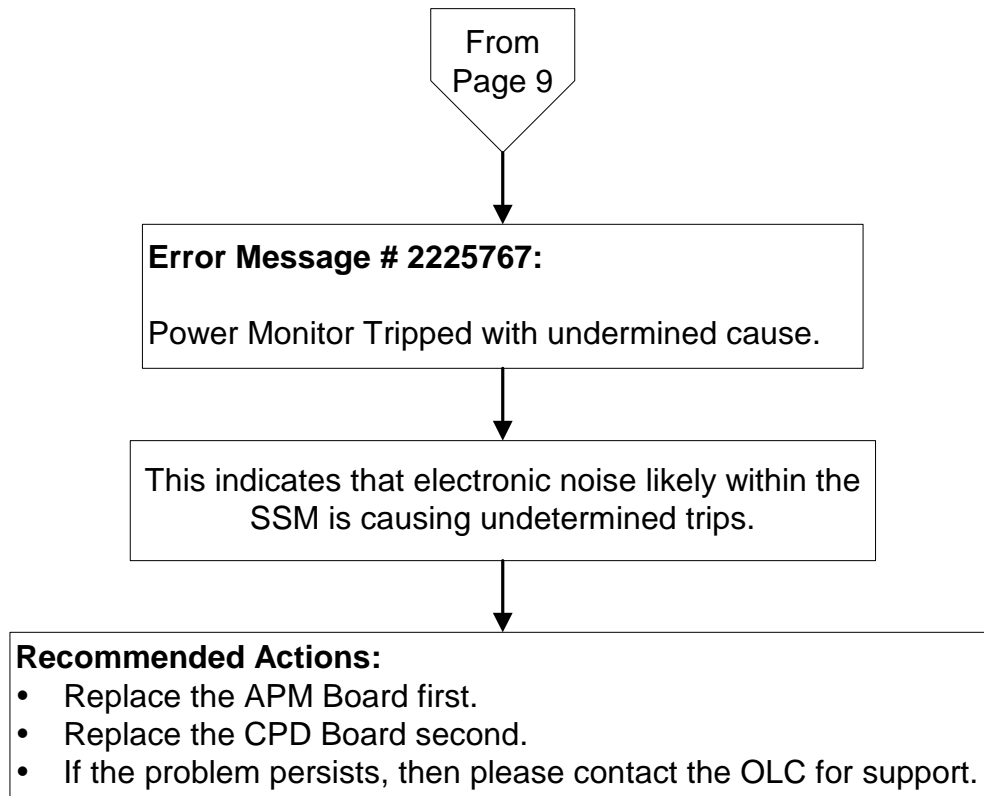 From
Page 9
Error Message # 2225767:
Power Monitor Tripped with undermined cause.
This indicates that electronic noise likely within the
SSM is causing undetermined trips.
Recommended Actions:
• Replace the APM Board first.
• Replace the CPD Board second.
• If the problem persists, then please contact the OLC for support.